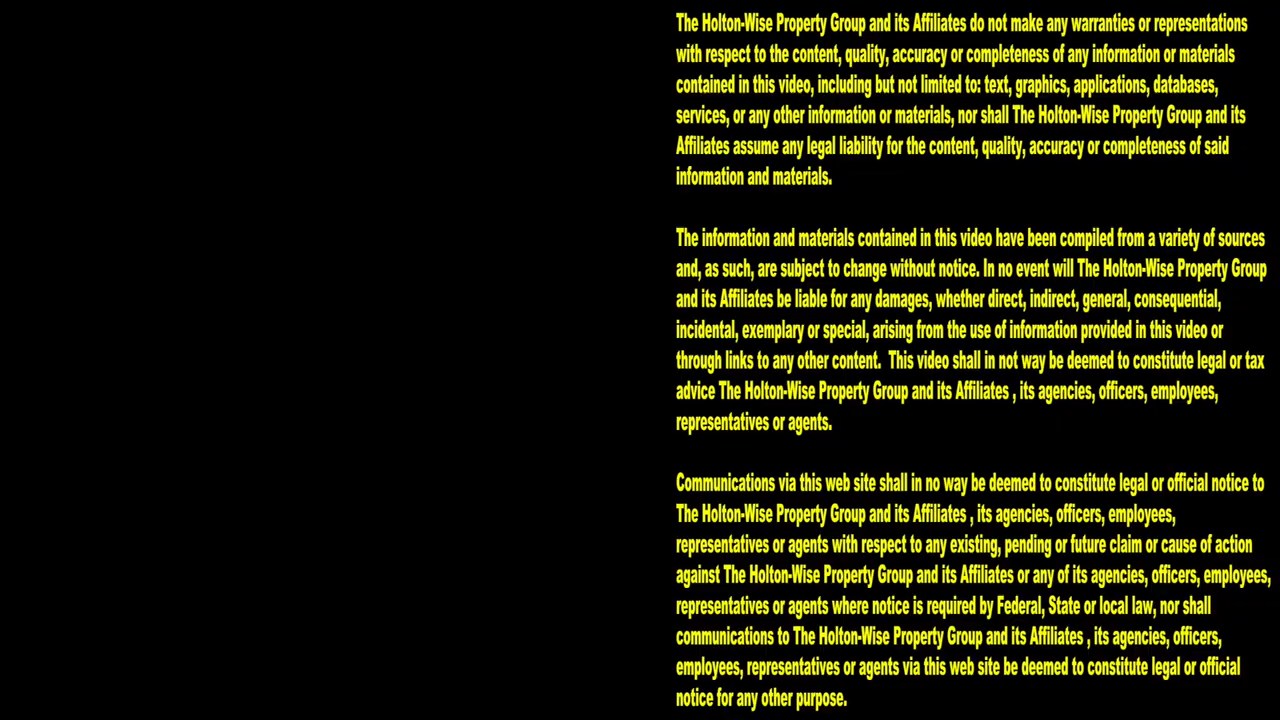 The Holton-Wise Property Group and its Affiliates do not make any warranties or representations
with respect to the content, quality, accuracy or completeness of any information or materials
contained in this video, including but not limited to: text, graphics, applications, databases,
services, or any other information or materials, nor shall The Holton-Wise Property Group and its
Affiliates assume any legal liability for the content, quality, accuracy or completeness of said
information and materials.
The information and materials contained in this video have been compiled from a variety of sources
and, as such, are subject to change without notice. In no event will The Holton-Wise Property Group
and its Affiliates be liable for any damages, whether direct, indirect, general, consequential,
incidental, exemplary or special, arising from the use of information provided in this video or
through links to any other content.  This video shall in not way be deemed to constitute legal or tax
advice The Holton-Wise Property Group and its Affiliates , its agencies, officers, employees,
representatives or agents.
Communications via this web site shall in no way be deemed to constitute legal or official notice to
The Holton-Wise Property Group and its Affiliates , its agencies, officers, employees,
representatives or agents with respect to any existing, pending or future claim or cause of action
against The Holton-Wise Property Group and its Affiliates or any of its agencies, officers, employees,
representatives or agents where notice is required by Federal, State or local law, nor shall
communications to The Holton-Wise Property Group and its Affiliates , its agencies, officers,
employees, representatives or agents via this web site be deemed to constitute legal or official
notice for any other purpose.